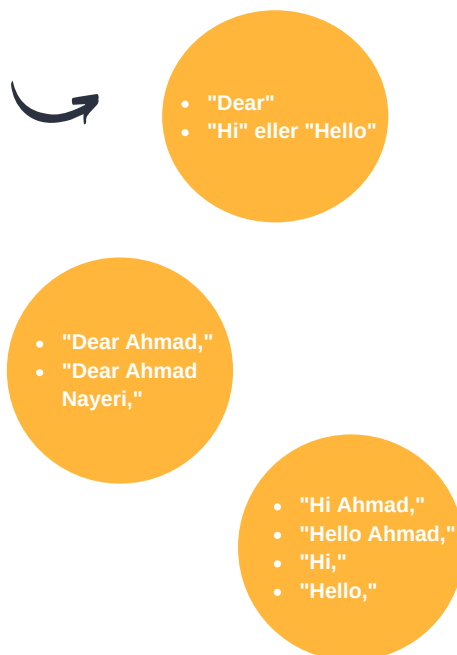 • "Dear"
• "Hi" eller "Hello"
• "Dear Ahmad,"
• "Dear Ahmad
Nayeri,"
• "Hi Ahmad,"
• "Hello Ahmad,"
• "Hi,"
• "Hello,"